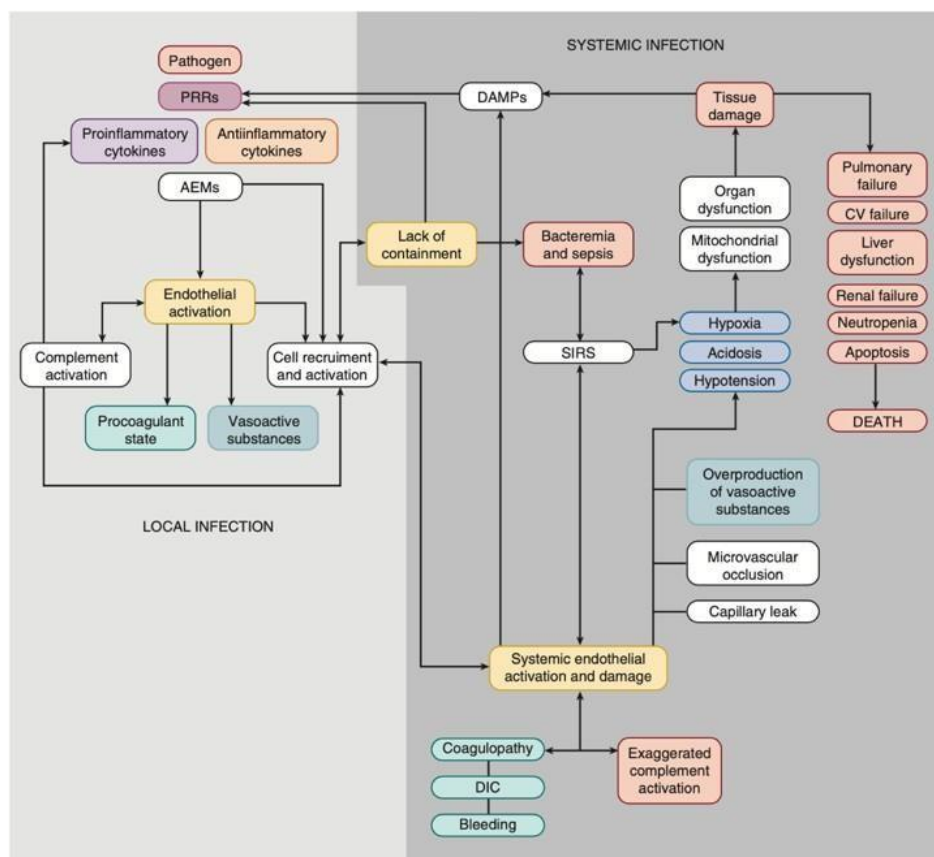 SYSTEMIC INFECTION
Pathogen
PRRs
DAMPs
Tissue
damage
Proinflammatory
cytokines
Antiinflammatory
cytokines
AEMs
Pulmonary
failure
Organ
dysfunction
CV failure
Lack of
containment
Bacteremia
and sepsis
Mitochondrial
dysfunction
Liver
dysfunction
Endothelial
activation
Renal failure
Hypoxia
Neutropenia
Complement
activation
Cell recruiment
and activation
SIRS
Acidosis
Apoptosis
Hypotension
Procoagulant
state
Vasoactive
substances
DEATH
Overproduction
of vasoactive
substances
LOCAL INFECTION
Microvascular
occlusion
Capillary leak
Systemic endothelial
activation and damage
Coagulopathy
Exaggerated
complement
activation
DIC
Bleeding